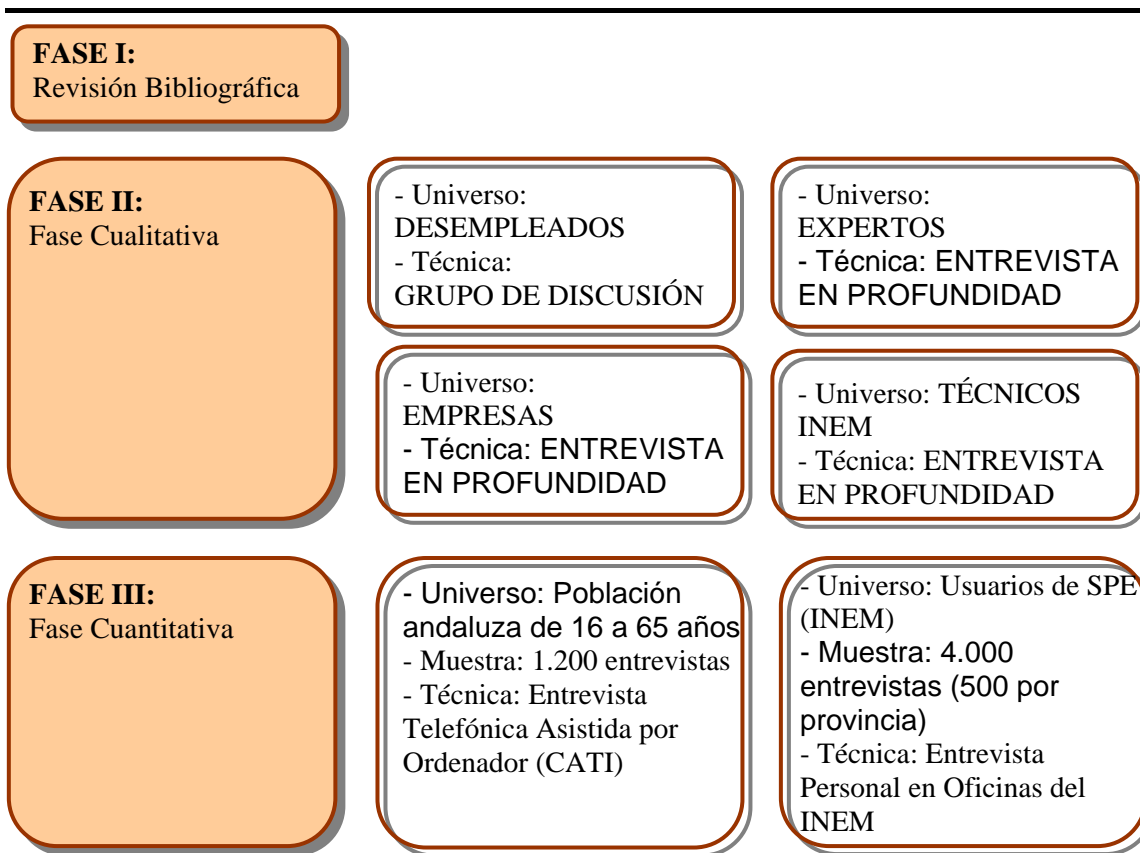 FASE I:
Revisión Bibliográfica
FASE II:
Fase Cualitativa
- Universo:
DESEMPLEADOS
- Técnica:
GRUPO DE DISCUSIÓN
- Universo:
EXPERTOS
- Técnica: ENTREVISTA
EN PROFUNDIDAD
- Universo:
EMPRESAS
- Técnica: ENTREVISTA
EN PROFUNDIDAD
- Universo: TÉCNICOS
INEM
- Técnica: ENTREVISTA
EN PROFUNDIDAD
FASE III:
Fase Cuantitativa
- Universo: Población
andaluza de 16 a 65 años
- Muestra: 1.200 entrevistas
- Técnica: Entrevista
Telefónica Asistida por
Ordenador (CATI)
- Universo: Usuarios de SPE
(INEM)
- Muestra: 4.000
entrevistas (500 por
provincia)
- Técnica: Entrevista
Personal en Oficinas del
INEM